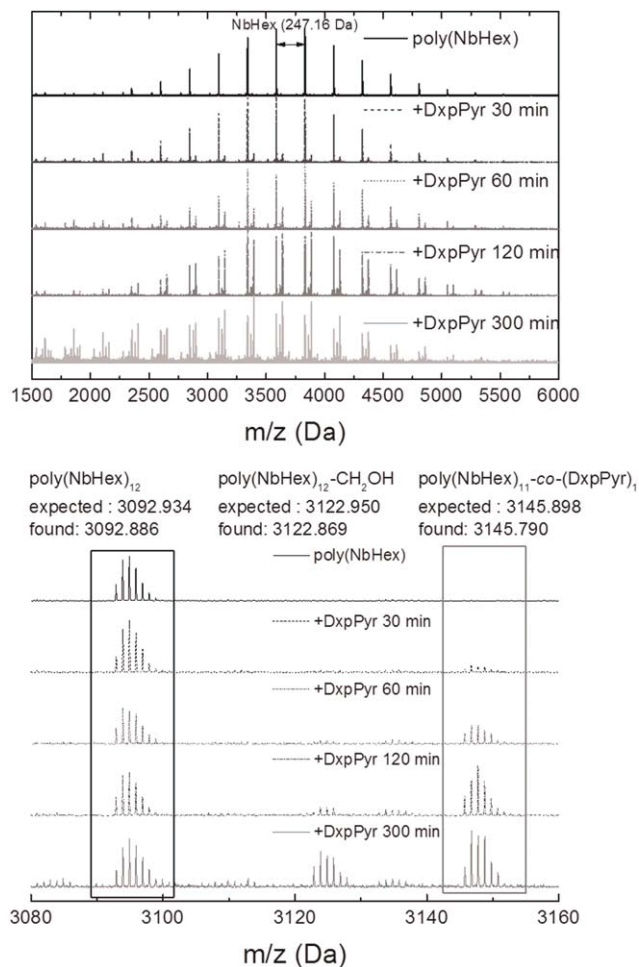 NbHex (247.16 Da)
poly(NbHex)
+DxpPyr 30 min
+DxpPyr 60 min
+DxpPyr 120 min
+DxpPyr 300 min
1500 2000 2500 3000 3500 4000 4500 5000 5500 6000
m/z (Da)
poly(NbHex)₁₂ poly(NbHex)₁₂-CH₂OH poly(NbHex)₁₁-co-(DxpPyr)₁
expected : 3092.934 expected : 3122.950 expected : 3145.898
found: 3092.886 found: 3122.869 found: 3145.790
poly(NbHex)
+DxpPyr 30 min
+DxpPyr 60 min
+DxpPyr 120 min
+DxpPyr 300 min
3080 3100 3120 3140 3160
m/z (Da)